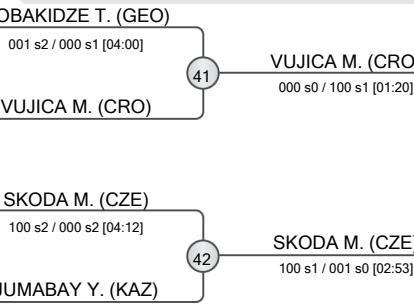 OBAKIDZE T. (GEO)
001 s2 / 000 s1 [04:00]
41
VUJICA M. (CRO
000 s0 / 100 s1 [01:20]
VUJICA M. (CRO)
SKODA M. (CZE)
100 s2 / 000 s2 [04:12]
42
SKODA M. (CZE)
100 s1 / 001 s0 [02:53]
JUMABAY Y. (KAZ)